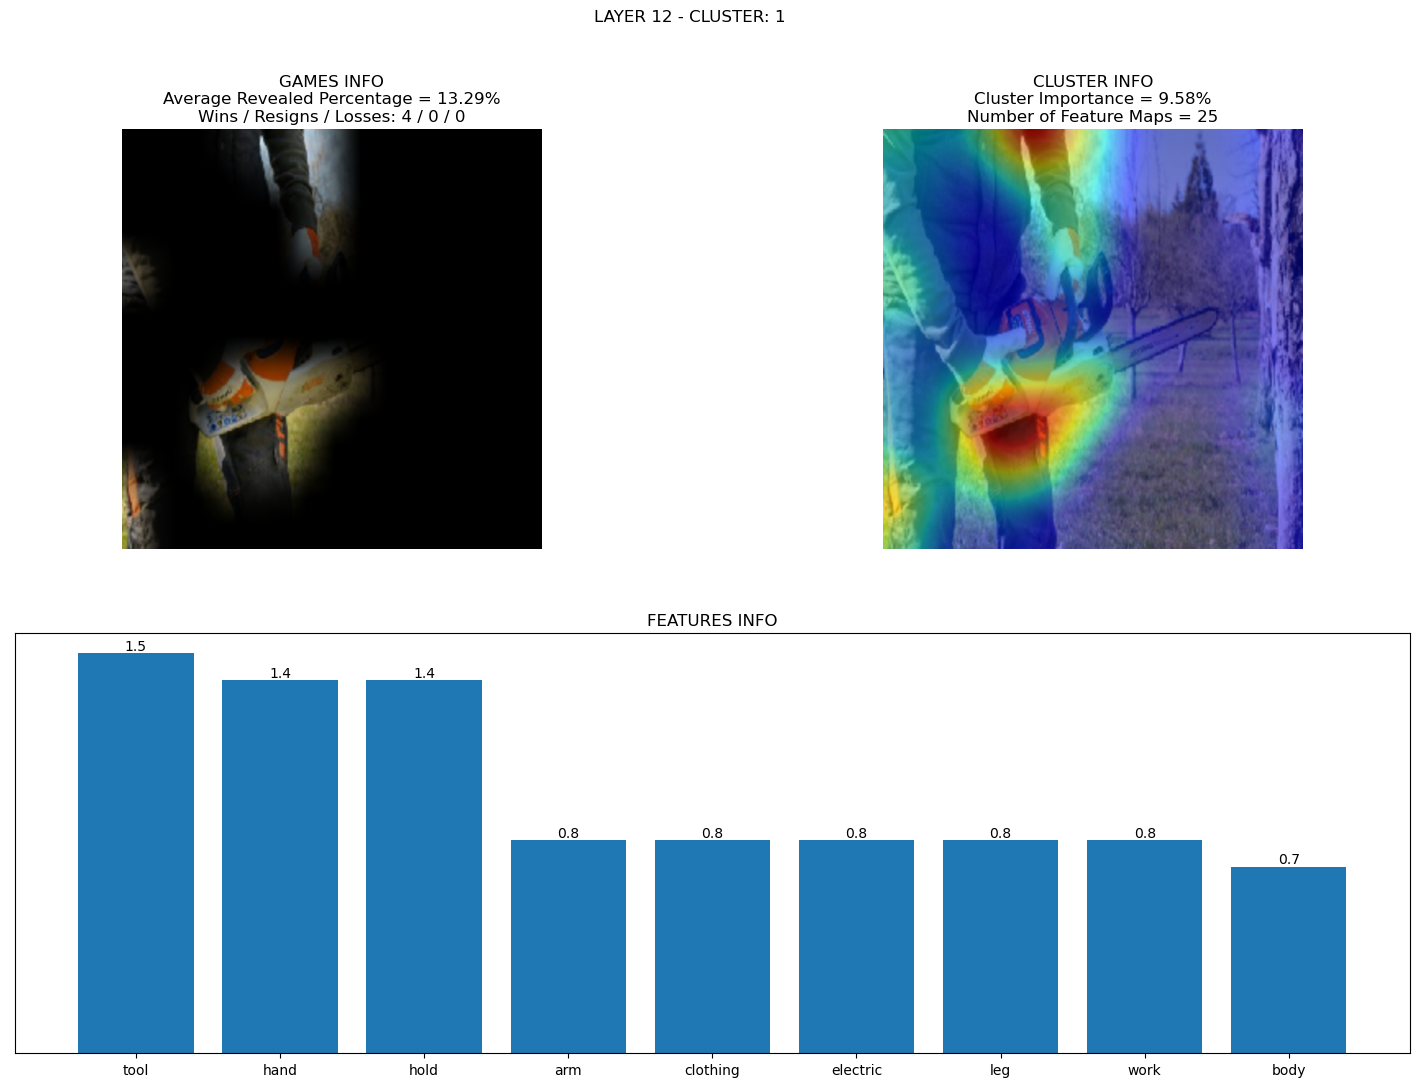 LAYER 12 - CLUSTER: 1
GAMES INFO
Average Revealed Percentage = 13.29%
Wins / Resigns / Losses: 4 / 0 / 0
CLUSTER INFO
Cluster Importance = 9.58%
Number of Feature Maps = 25
FEATURES INFO
1.5 1.4 1.4 0.8 0.8 0.8 0.8 0.8 0.7
tool hand hold arm clothing electric leg work body